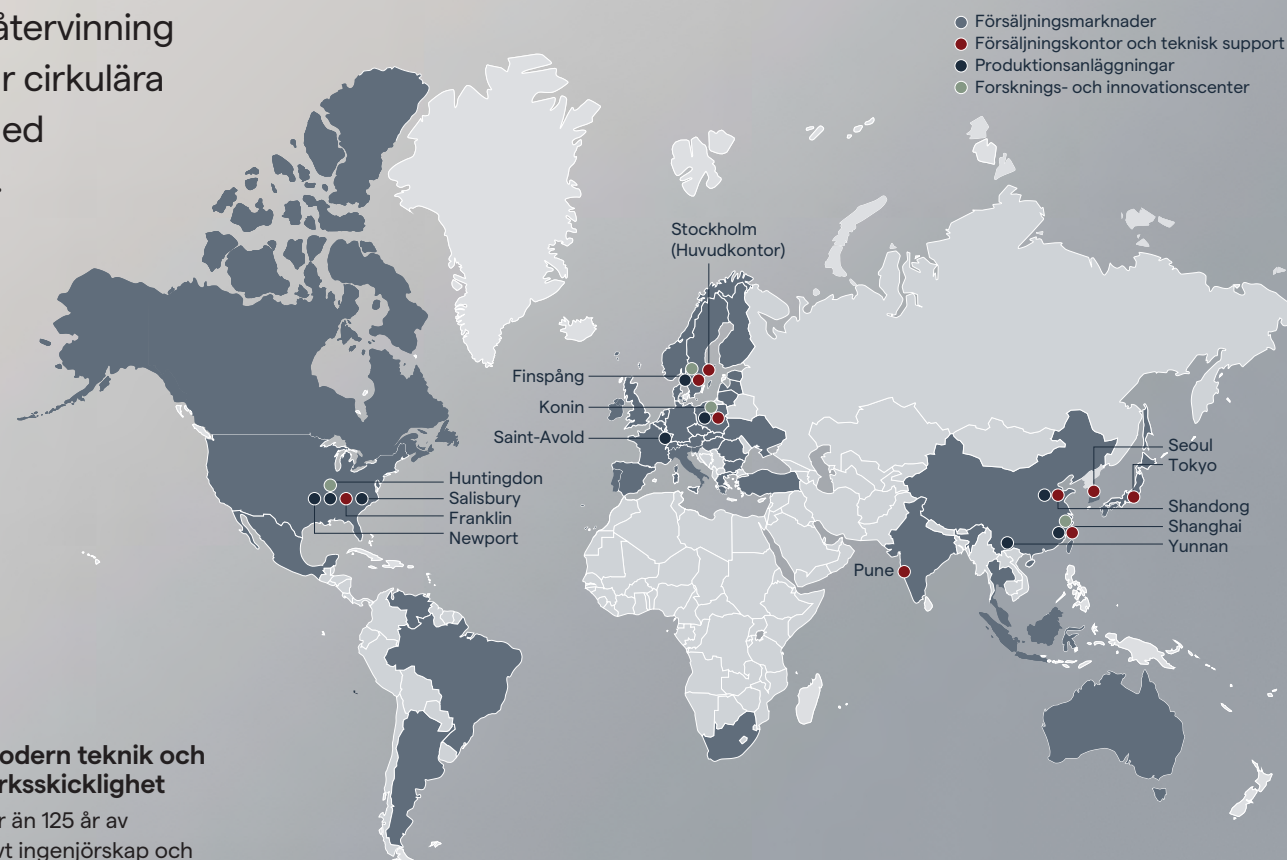 återvinning
r cirkulära
ed
.
Försäljningsmarknader
Försäljningskontor och teknisk support
Produktionsanläggningar
Forsknings- och innovationscenter
Stockholm
(Huvudkontor)
Finspång
Konin
Saint-Avold
Huntingdon
Salisbury
Franklin
Newport
Seoul
Tokyo
Shandong
Shanghai
Yunnan
Pune
odern teknik och
rksskicklighet
r än 125 år av
vt ingenjörskap och